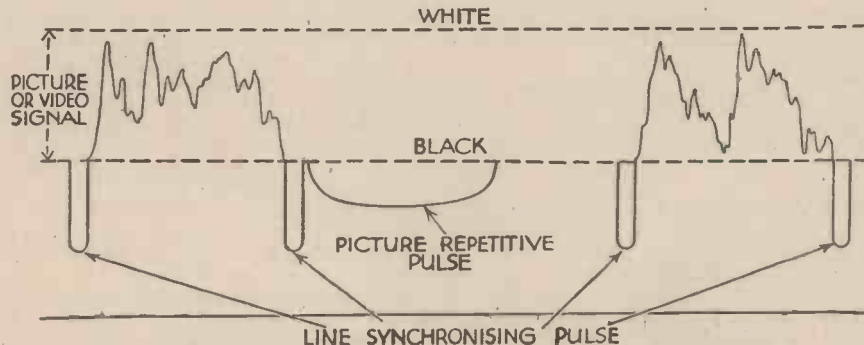 WHITE
PICTURE
OR VIDEO
SIGNAL
BLACK
PICTURE REPETITIVE
PULSE
LINE SYNCHRONISING PULSE